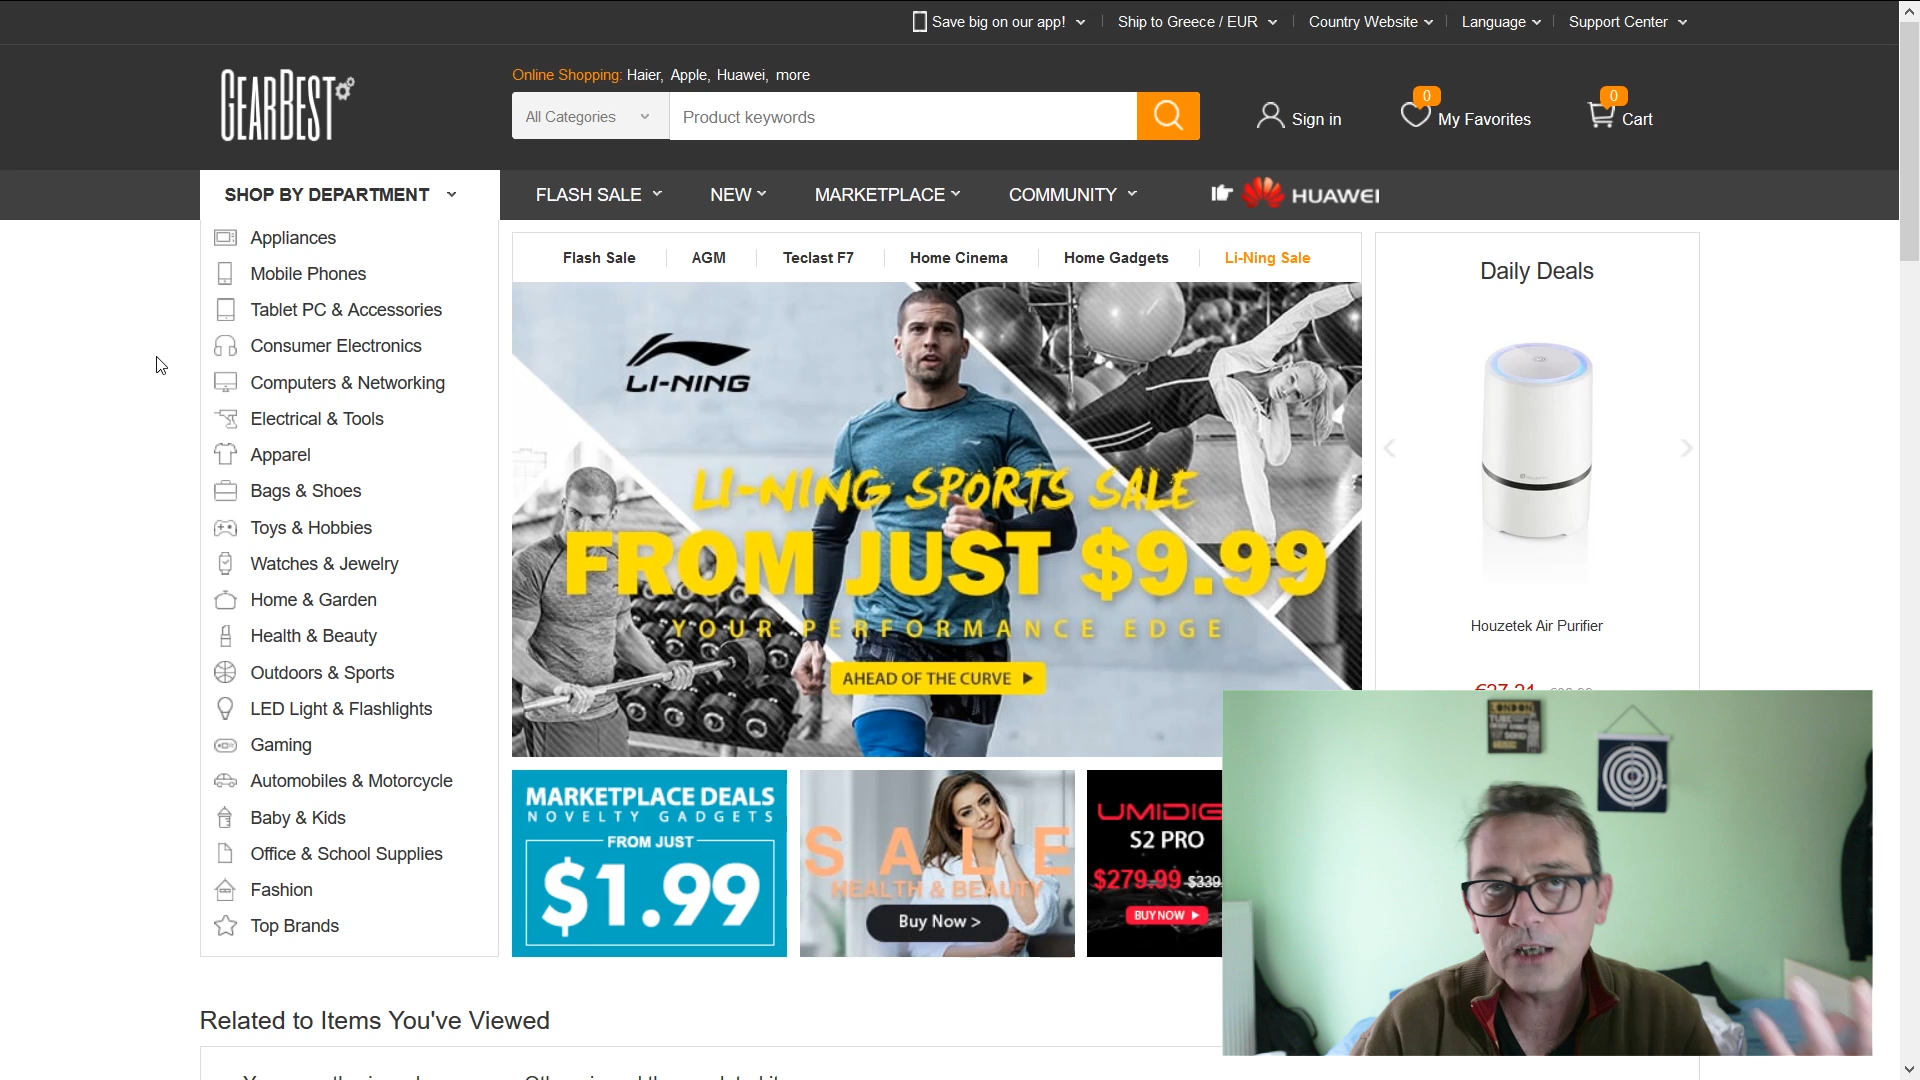 Save big on our app!
Ship to Greece / EUR
Country Website
Language
Support Center
GEARBEST
Online Shopping: Haier, Apple, Huawei, more
All Categories
Product keywords
Sign in
0
My Favorites
0
Cart
SHOP BY DEPARTMENT
FLASH SALE
NEW
MARKETPLACE
COMMUNITY
HUAWEI
Appliances
Mobile Phones
Tablet PC & Accessories
Consumer Electronics
Computers & Networking
Electrical & Tools
Apparel
Bags & Shoes
Toys & Hobbies
Watches & Jewelry
Home & Garden
Health & Beauty
Outdoors & Sports
LED Light & Flashlights
Gaming
Automobiles & Motorcycle
Baby & Kids
Office & School Supplies
Fashion
Top Brands
Flash Sale
AGM
Teclast F7
Home Cinema
Home Gadgets
Li-Ning Sale
LI-NING
LI-NING SPORTS SALE
FROM JUST $9.99
YOUR PERFORMANCE EDGE
AHEAD OF THE CURVE
Daily Deals
Houzetek Air Purifier
MARKETPLACE DEALS
NOVELTY GADGETS
FROM JUST
$1.99
SALE
HEALTH & BEAUTY
Buy Now >
UMIDIG
S2 PRO
$279.99 $339
BUY NOW
LONDON
Related to Items You've Viewed